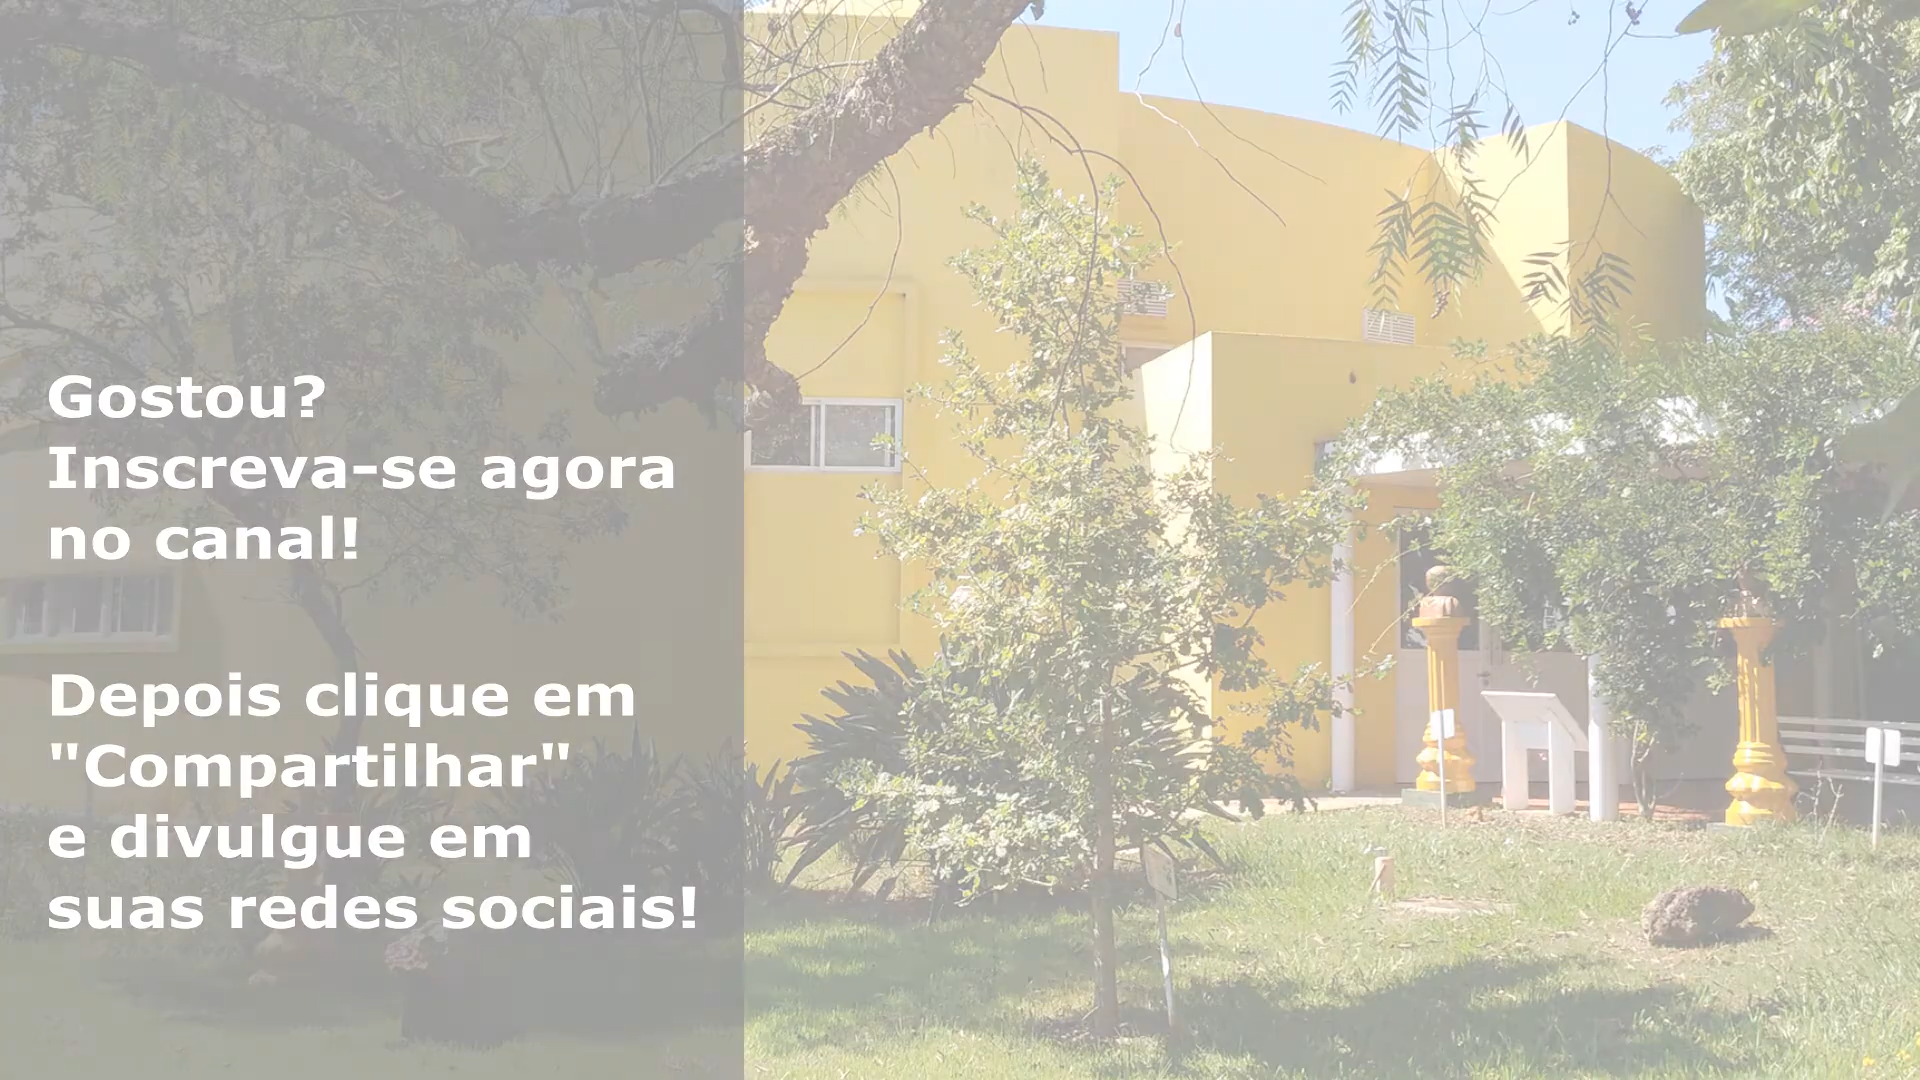 Gostou?
Inscreva-se agora
no canal!
Depois clique em
"Compartilhar"
e divulgue em
suas redes sociais!